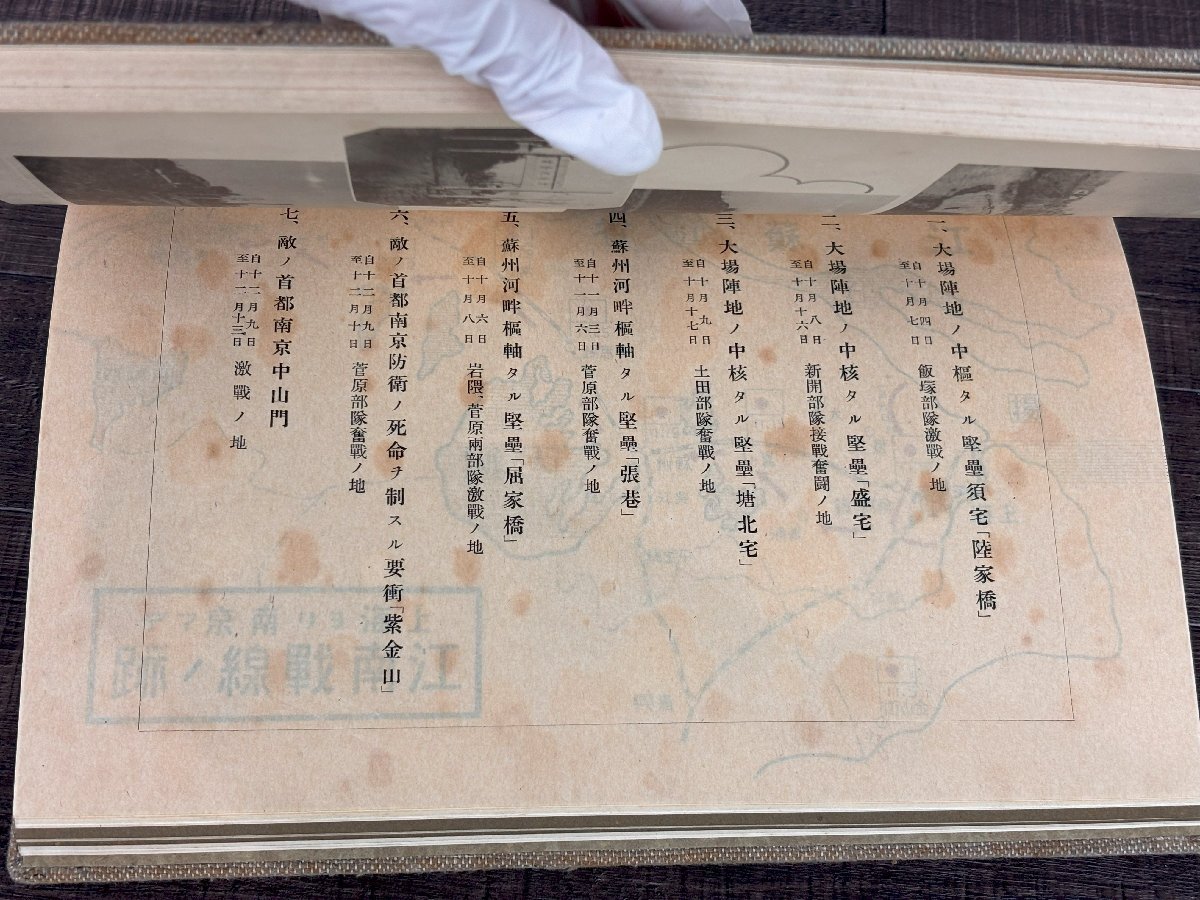 一、大場陣地ノ中樞タル堅壘須宅「陸家橋」
自十月四日
至十月七日
飯塚部隊激戰ノ地
二、大場陣地ノ中核タル堅壘「盛宅」
自十月八日
至十月十六日
新開部隊接戰奮鬪ノ地
三、大場陣地ノ中核タル堅壘「塘北宅」
自十月九日
至十月十七日
土田部隊奮戰ノ地
四、蘇州河畔樞軸タル堅壘「張巷」
自十一月三日
至十一月六日
菅原部隊奮戰ノ地
五、蘇州河畔樞軸タル堅壘「屈家橋」
自十月六日
至十月八日
岩隈、菅原兩部隊激戰ノ地
六、敵ノ首都南京防衛ノ死命ヲ制スル要衝「紫金山」
自十二月九日
至十二月十日
菅原部隊奮戰ノ地
七、敵ノ首都南京中山門
自十二月九日
至十二月十三日
激戰ノ地
上海ヨリ南京マデ
江南戰線ノ跡